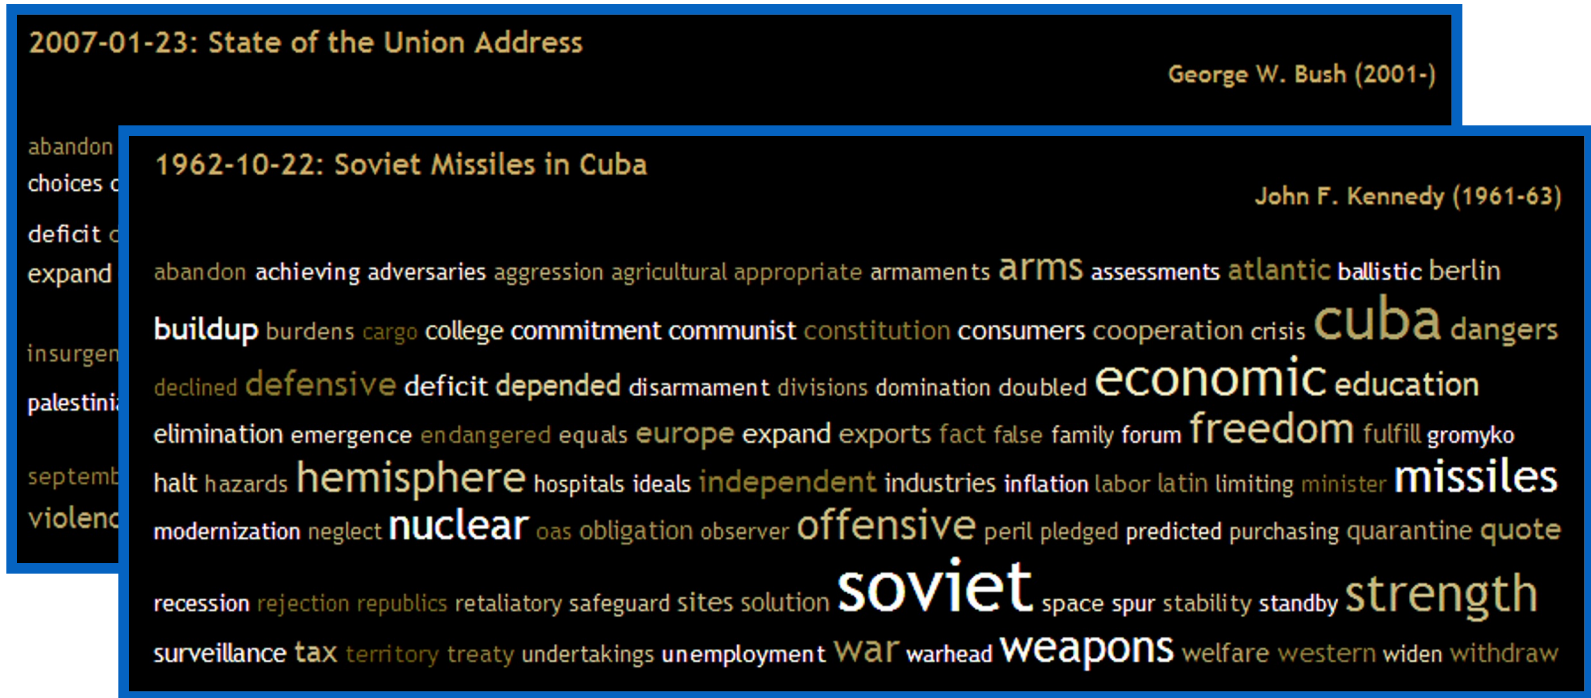 2007-01-23: State of the Union Address
George W. Bush (2001-)
abandon
choices
deficit
expand
1962-10-22: Soviet Missiles in Cuba
John F. Kennedy (1961-63)
abandon achieving adversaries aggression agricultural appropriate armaments arms assessments atlantic ballistic berlin
buildup burdens cargo college commitment communist constitution consumers cooperation crisis cuba dangers
declined defensive deficit depended disarmament divisions domination doubled economic education
elimination emergence endangered equals europe expand exports fact false family forum freedom fulfill gromyko
halt hazards hemisphere hospitals ideals independent industries inflation labor latin limiting minister missiles
modernization neglect nuclear oas obligation observer offensive peril pledged predicted purchasing quarantine quote
recession rejection republics retaliatory safeguard sites solution soviet space spur stability standby strength
surveillance tax territory treaty undertakings unemployment war warhead weapons welfare western widen withdraw